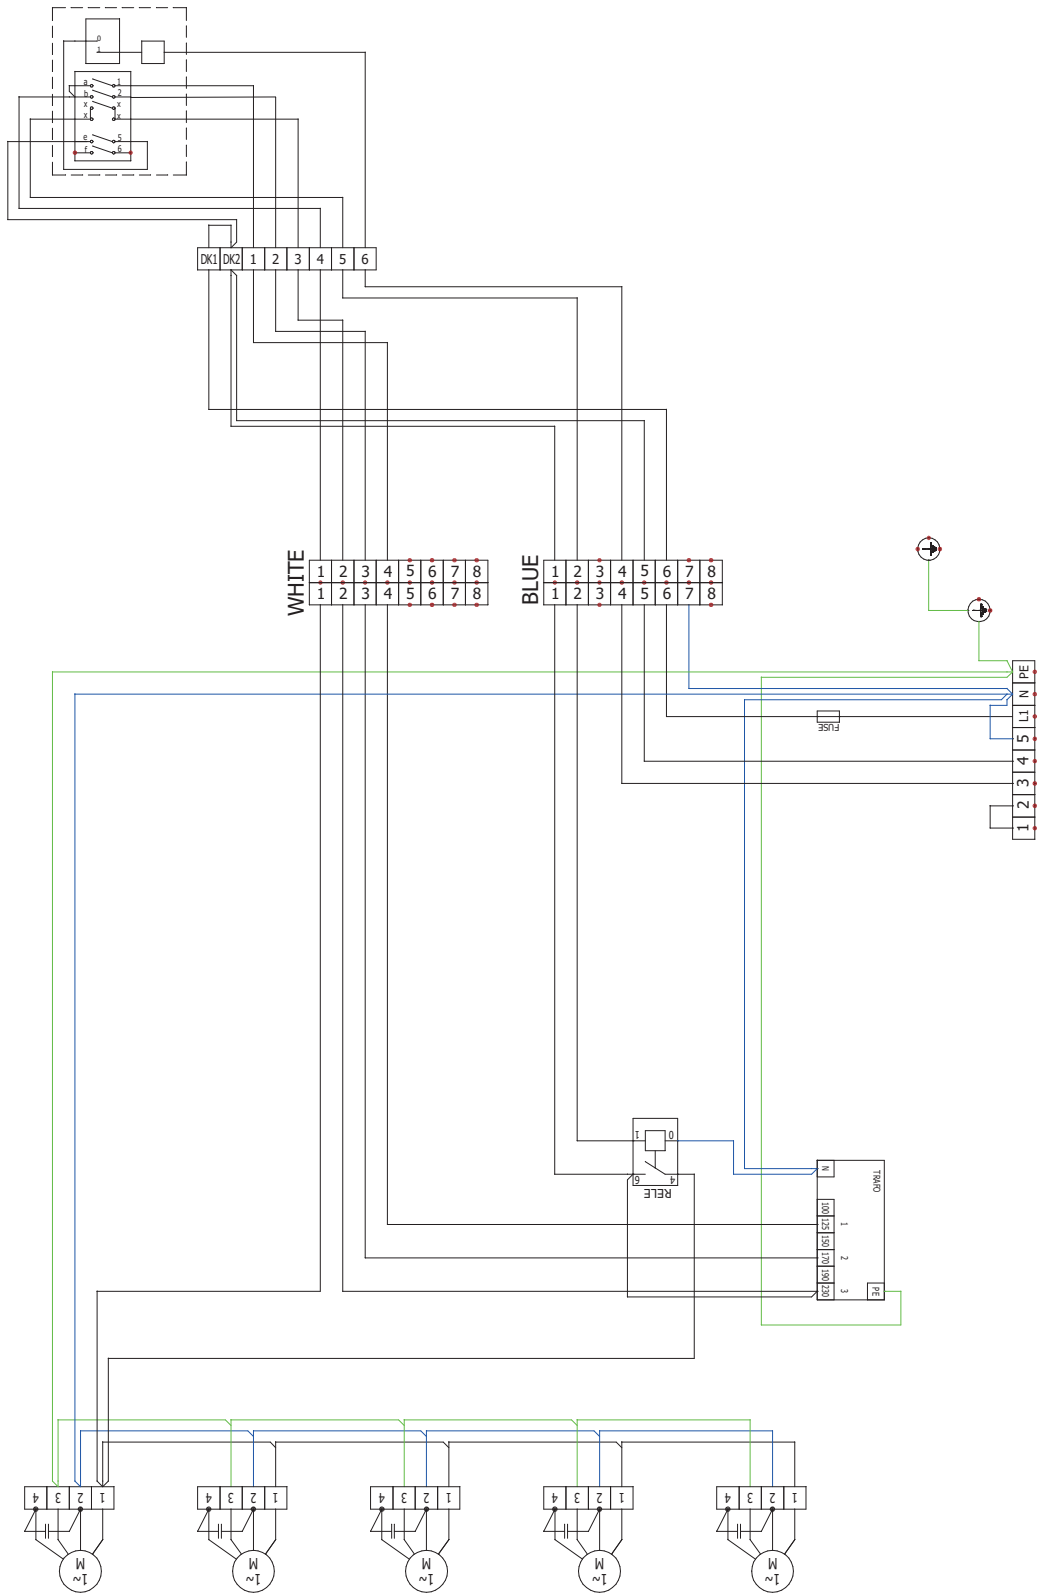 0
1
a 1
b 2
x x
x x
e 5
f 6
DK1 DK2 1 2 3 4 5 6
WHITE
1 2 3 4 5 6 7 8
1 2 3 4 5 6 7 8
BLUE
1 2 3 4 5 6 7 8
1 2 3 4 5 6 7 8
PE
N
L1
5
4
3
2
1
FUSE
1 0
6 4
RELE
N
TRAFO
100
125 1
150
170 2
190
230 3
PE
4 3 2 1
4 3 2 1
4 3 2 1
4 3 2 1
4 3 2 1
M
1~
M
1~
M
1~
M
1~
M
1~